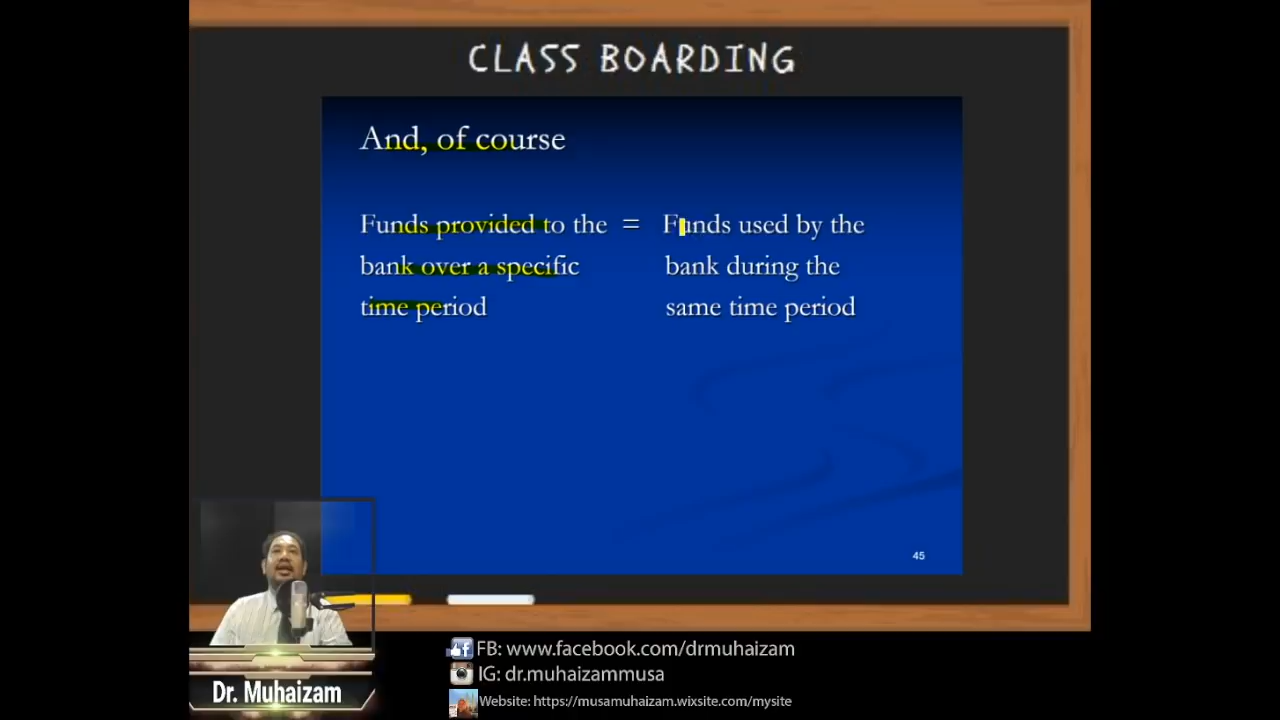 CLASS BOARDING
And, of course
Funds provided to the = Funds used by the
bank over a specific bank during the
time period same time period
45
Dr. Muhaizam
FB: www.facebook.com/drmuhaizam
IG: dr.muhaizammusa
Website: https://musamuhaizam.wixsite.com/mysite